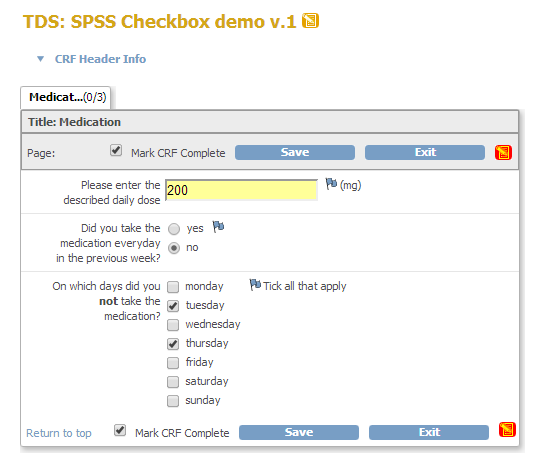 TDS: SPSS Checkbox demo v.1
CRF Header Info
Medicat...(0/3)
Title: Medication
Page: Mark CRF Complete Save Exit
Please enter the described daily dose 200 (mg)
Did you take the medication everyday in the previous week? yes
no
On which days did you not take the medication? monday Tick all that apply
tuesday
wednesday
thursday
friday
saturday
sunday
Return to top Mark CRF Complete Save Exit